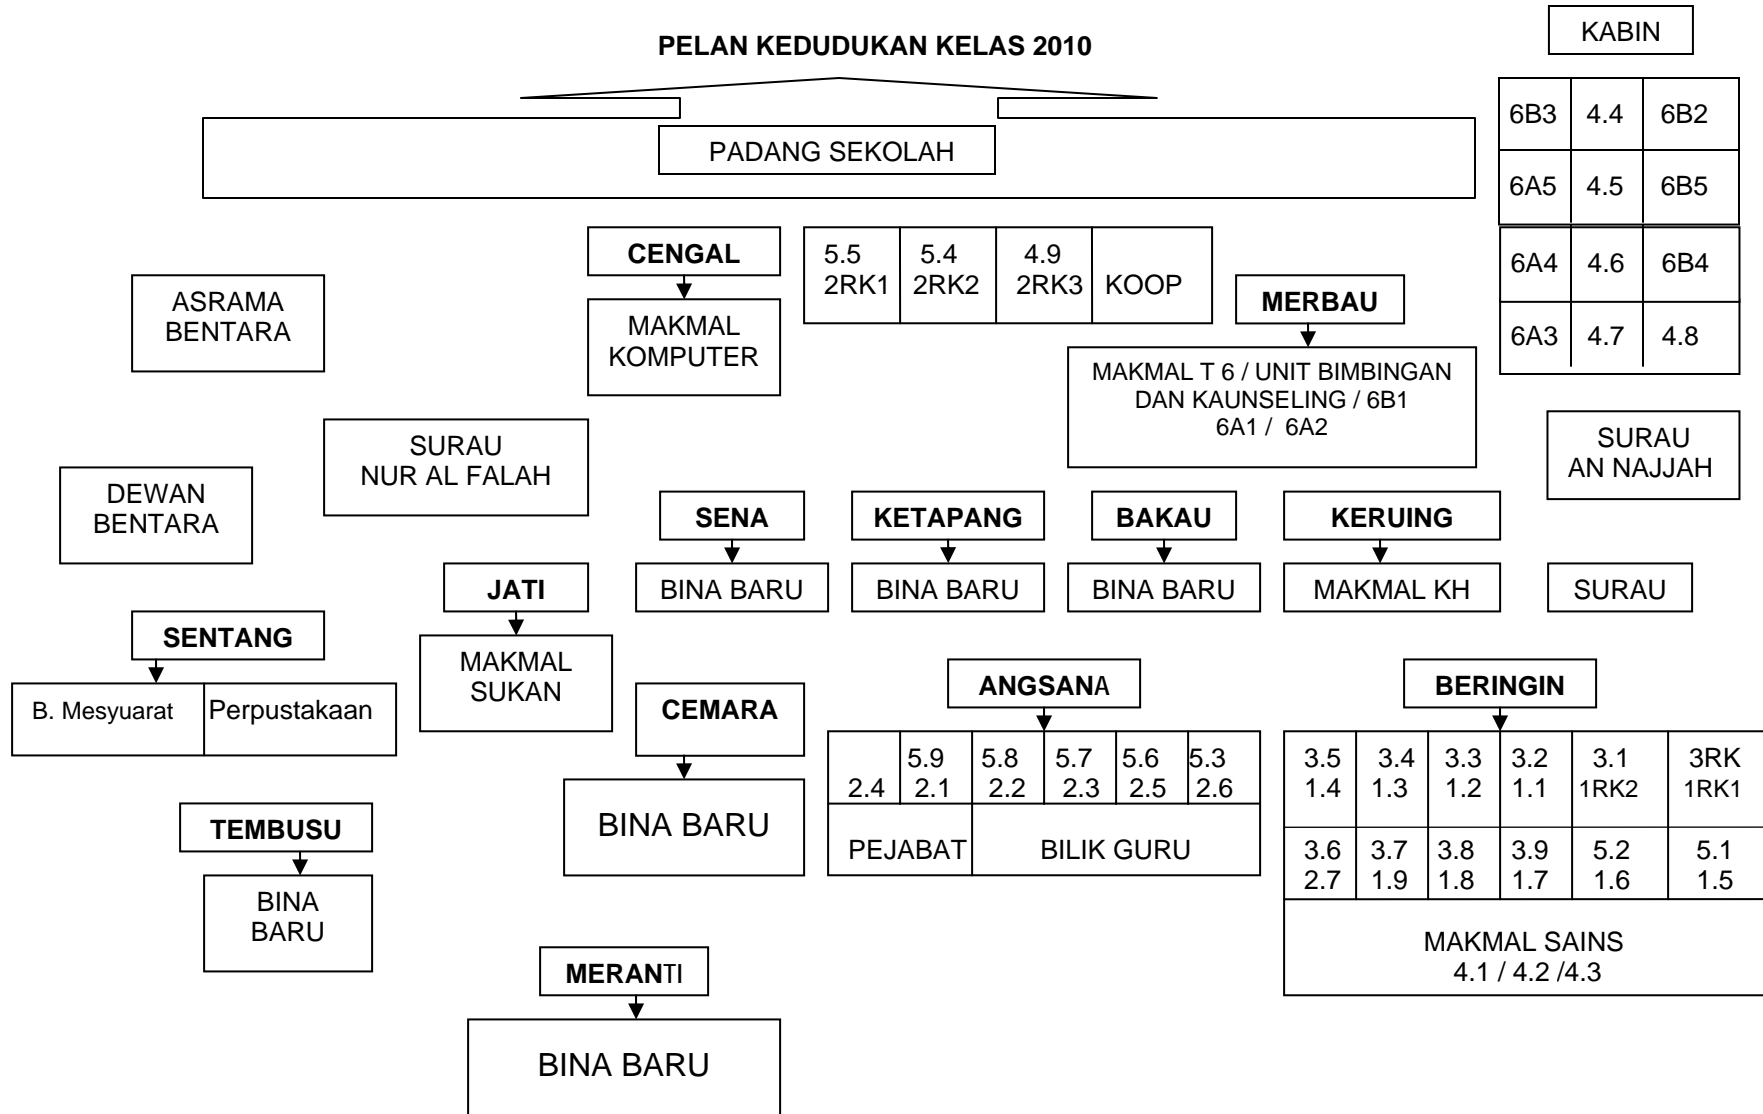 PELAN KEDUDUKAN KELAS 2010
KABIN
6B3 4.4 6B2
6A5 4.5 6B5
6A4 4.6 6B4
6A3 4.7 4.8
PADANG SEKOLAH
CENGAL
MAKMAL
KOMPUTER
5.5 5.4 4.9
2RK1 2RK2 2RK3 KOOP
ASRAMA
BENTARA
MERBAU
MAKMAL T 6 / UNIT BIMBINGAN
DAN KAUNSELING / 6B1
6A1 / 6A2
SURAU
NUR AL FALAH
SURAU
AN NAJJAH
DEWAN
BENTARA
SENA
BINA BARU
KETAPANG
BINA BARU
BAKAU
BINA BARU
KERUING
MAKMAL KH
SURAU
JATI
MAKMAL
SUKAN
SENTANG
B. Mesyuarat Perpustakaan
CEMARA
BINA BARU
ANGSANA
5.9 5.8 5.7 5.6 5.3
2.4 2.1 2.2 2.3 2.5 2.6
PEJABAT BILIK GURU
BERINGIN
3.5 3.4 3.3 3.2 3.1 3RK
1.4 1.3 1.2 1.1 1RK2 1RK1
3.6 3.7 3.8 3.9 5.2 5.1
2.7 1.9 1.8 1.7 1.6 1.5
MAKMAL SAINS
4.1 / 4.2 /4.3
TEMBUSU
BINA
BARU
MERANTI
BINA BARU